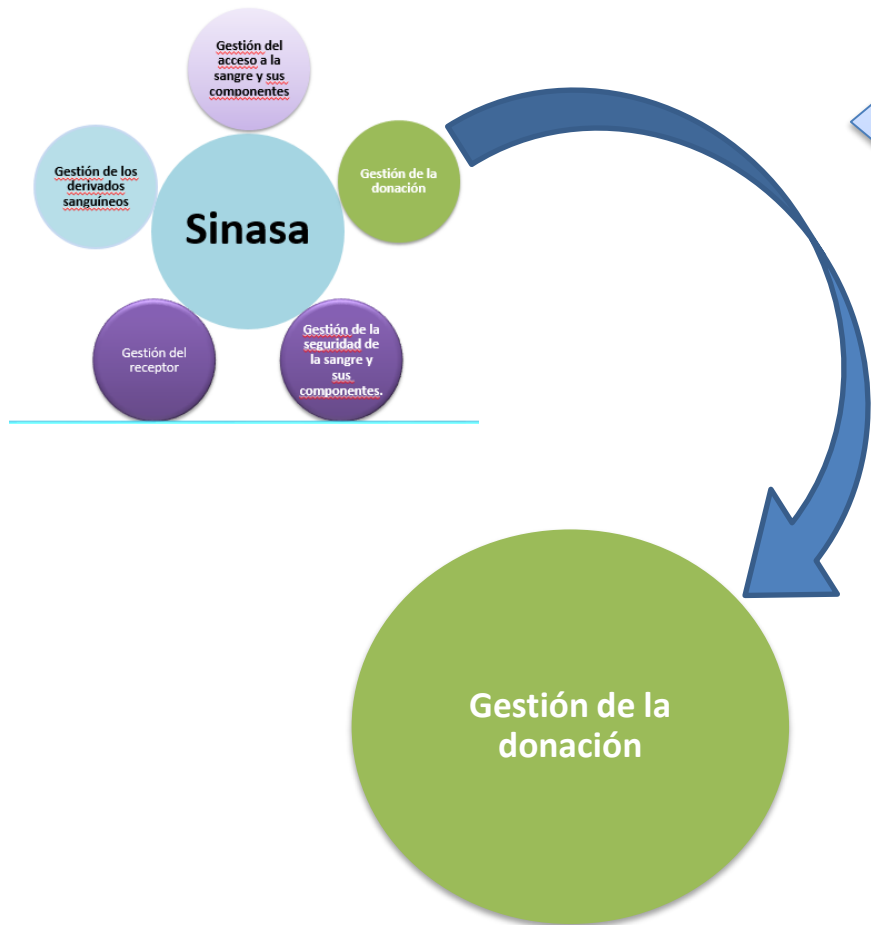 Gestión del
acceso a la
sangre y sus
componentes
Gestión de los
derivados
sanguíneos
Gestión de la
donación
Sinasa
Gestión del
receptor
Gestión de la
seguridad de
la sangre y
sus
componentes.
Gestión de la
donación